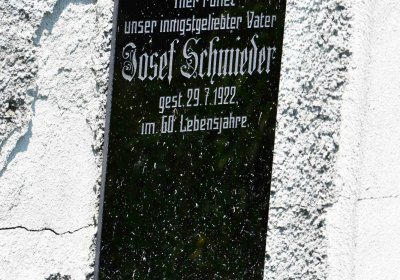 Hier ruhet
unser innigstgeliebter Vater
Josef Schmieder
gest. 29.7.1922,
im 60. Lebensjahre.